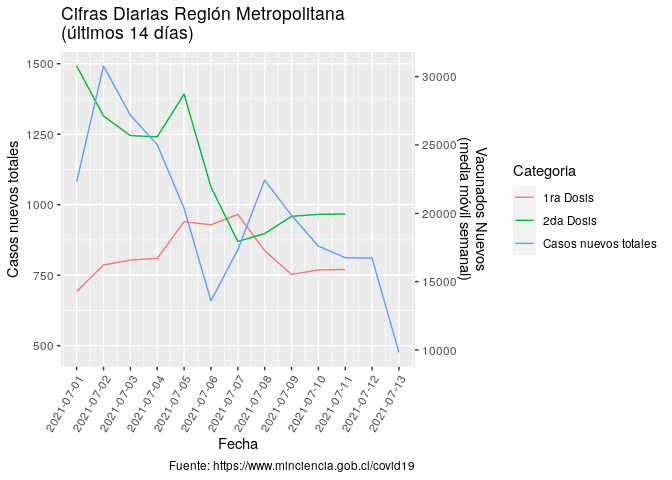 Cifras Diarias Región Metropolitana
(últimos 14 días)
1500
1250
1000
750
500
Casos nuevos totales
30000
25000
20000
15000
10000
Vacunados Nuevos
(media móvil semanal)
2021-07-01
2021-07-02
2021-07-03
2021-07-04
2021-07-05
2021-07-06
2021-07-07
2021-07-08
2021-07-09
2021-07-10
2021-07-11
2021-07-12
2021-07-13
Fecha
Categoria
1ra Dosis
2da Dosis
Casos nuevos totales
Fuente: https://www.minciencia.gob.cl/covid19